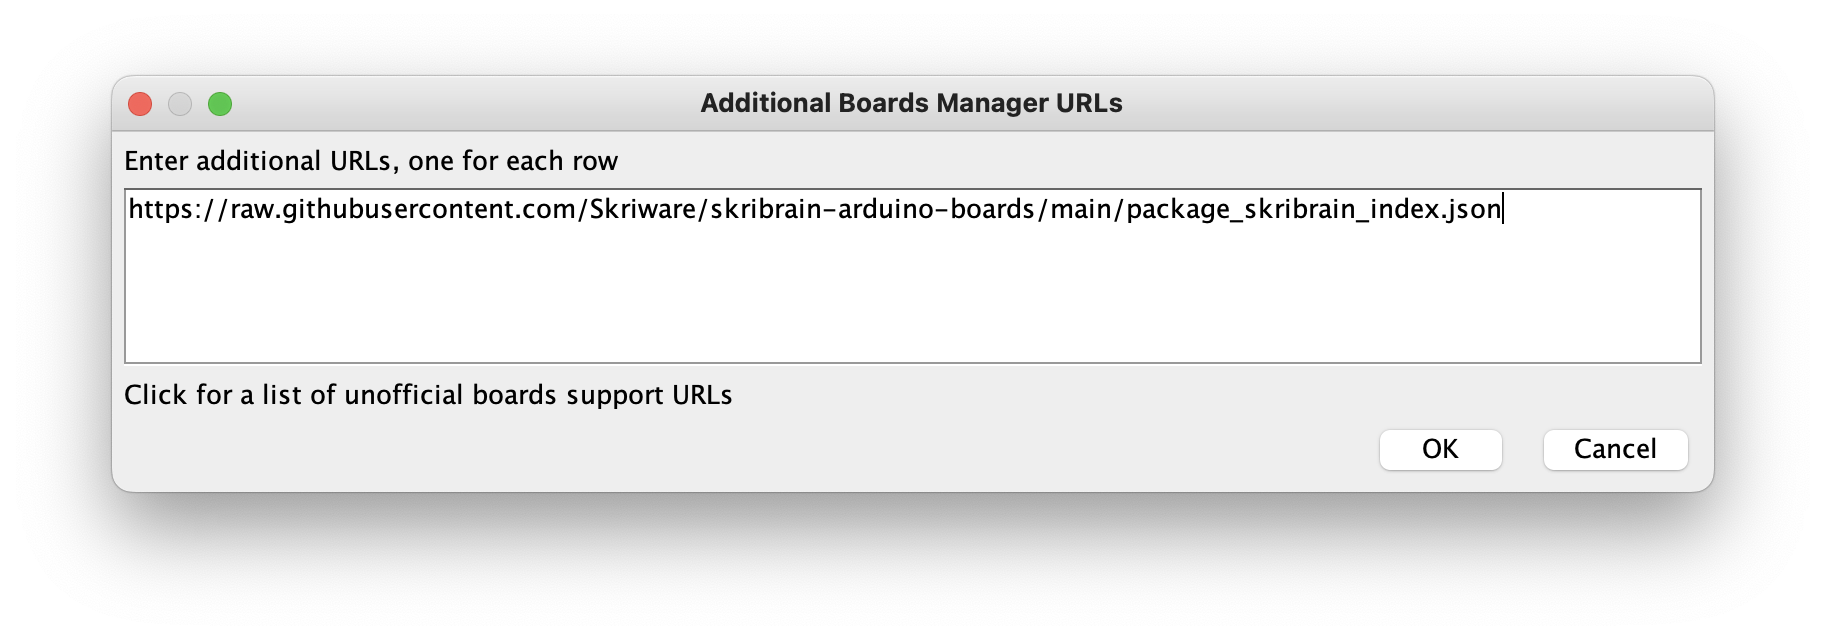 Additional Boards Manager URLs
Enter additional URLs, one for each row
https://raw.githubusercontent.com/Skriware/skribrain-arduino-boards/main/package_skribrain_index.json
Click for a list of unofficial boards support URLs
OK Cancel